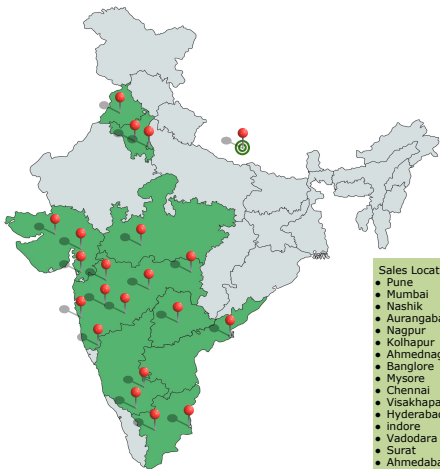 Sales Locat
• Pune
• Mumbai
• Nashik
• Aurangaba
• Nagpur
• Kolhapur
• Ahmednag
• Banglore
• Mysore
• Chennai
• Visakhapa
• Hyderabad
• indore
• Vadodara
• Surat
• Ahmedaba